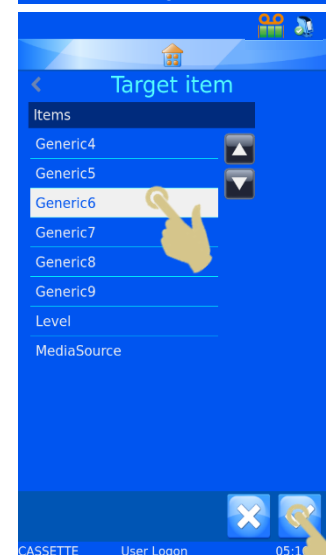 Target item
Items
Generic4
Generic5
Generic6
Generic7
Generic8
Generic9
Level
MediaSource
CASSETTE User Logon